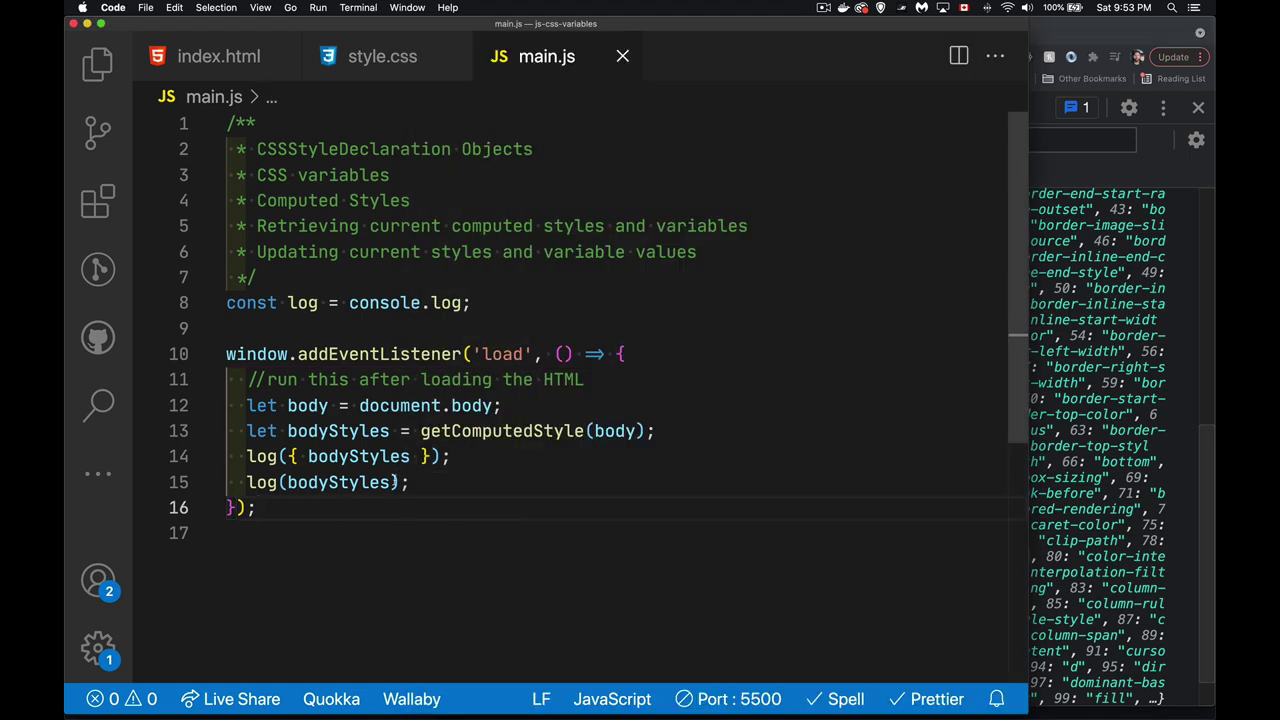 Code File Edit Selection View Go Run Terminal Window Help 100% Sat 9:53 PM
main.js — js-css-variables
index.html style.css JS main.js
Update
Other Bookmarks Reading List
JS main.js > ...
1
1 /**
2 * CSSStyleDeclaration Objects
3 * CSS variables
4 * Computed Styles
5 * Retrieving current computed styles and variables
6 * Updating current styles and variable values
7 */
8 const log = console.log;
9
10 window.addEventListener('load', () => {
11 //run this after loading the HTML
12 let body = document.body;
13 let bodyStyles = getComputedStyle(body);
14 log({ bodyStyles });
15 log(bodyStyles);
16 });
17
order-end-start-ra
-outset", 43: "bo
"border-image-sli
ource", 46: "bord
order-inline-end-c
e-end-style", 49:
", 50: "border-in
border-inline-sta
nline-start-widt
or", 54: "border-
-left-width", 56:
er", 367: "border-right-s
-width", 59: "bor
0: "border-start-
er-top-color", 6
us", 63: "border-
border-top-styl
h", 66: "bottom",
ox-sizing", 69:
k-before", 71: "b
ored-rendering", 7
"caret-color", 75
"clip-path", 78:
, 80: "color-inte
nterpolation-filt
ng", 83: "column-
, 85: "column-rul
le-style", 87: "c
column-span", 89:
tent", 91: "curso
94: "d", 95: "dir
97: "dominant-bas
", 99: "fill", …}
2
1
0 0 Live Share Quokka Wallaby LF JavaScript Port : 5500 Spell Prettier